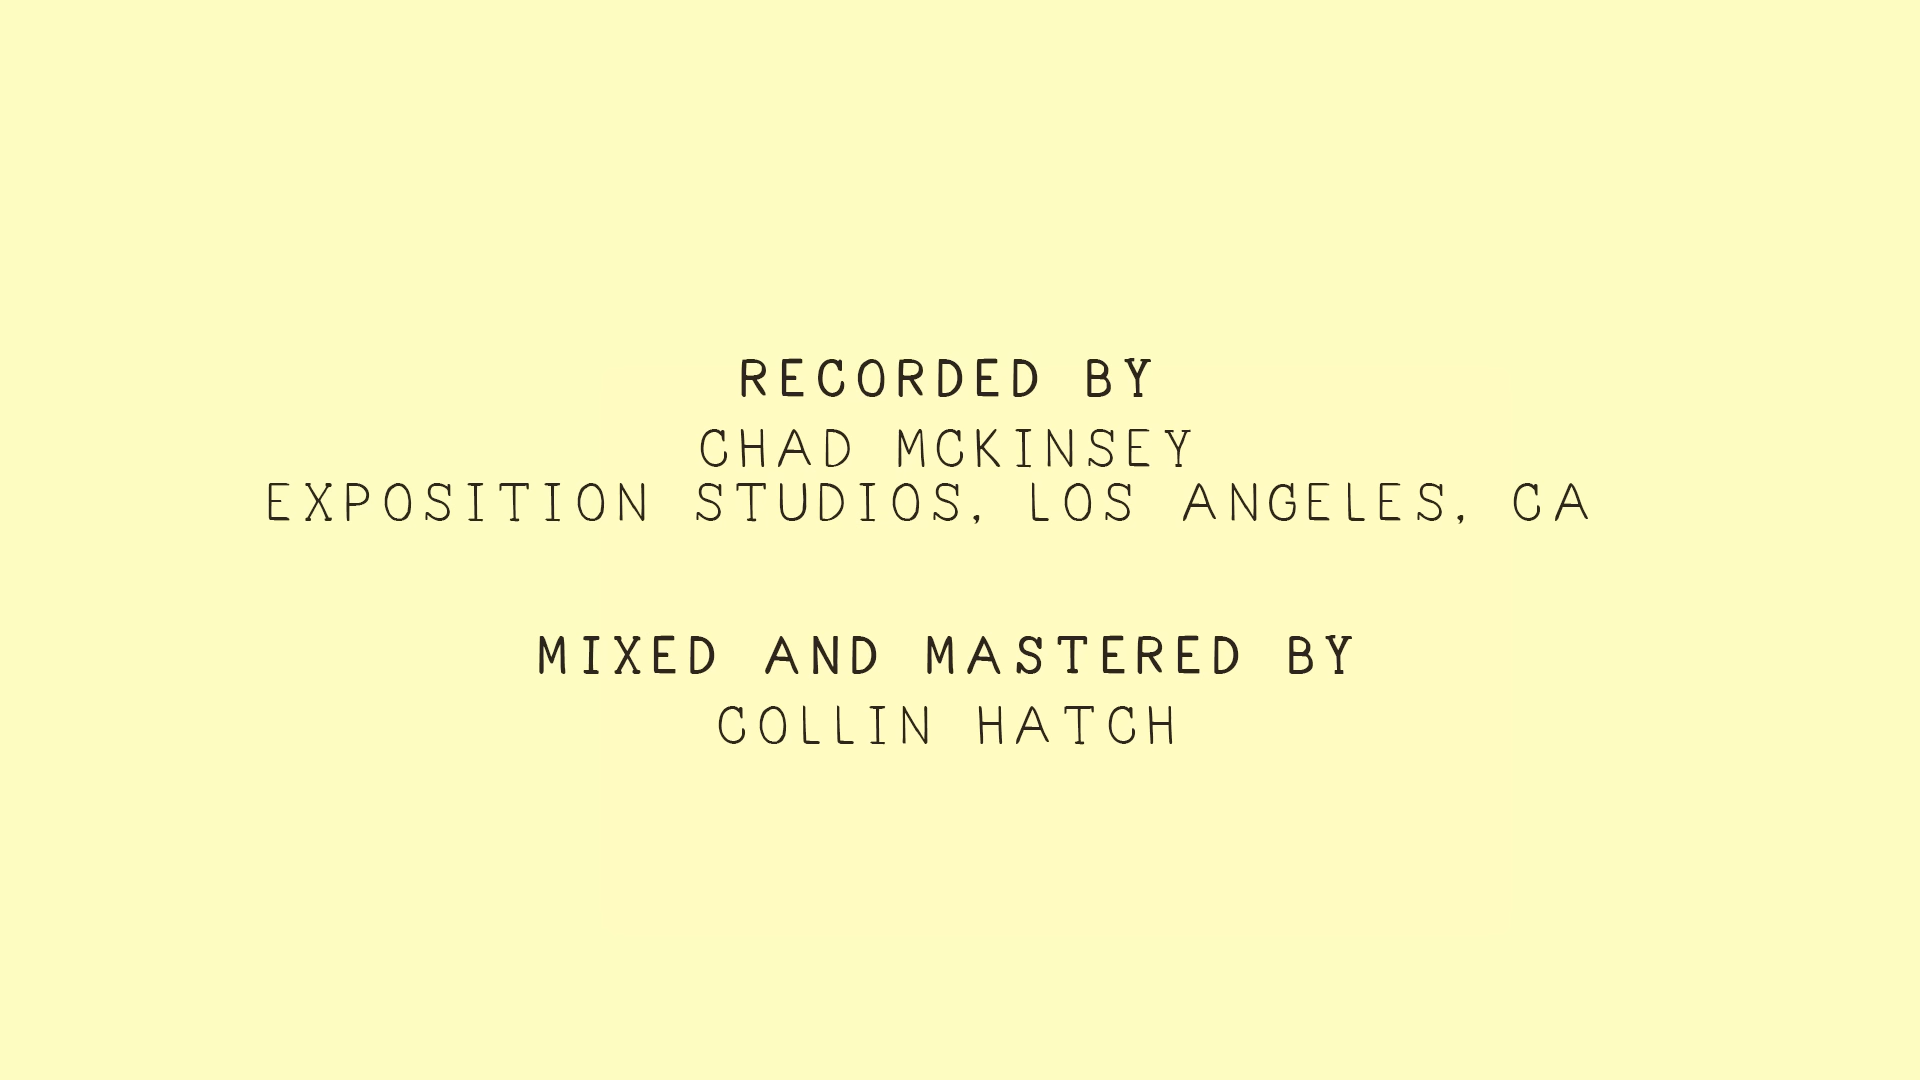 RECORDED BY
CHAD MCKINSEY
EXPOSITION STUDIOS, LOS ANGELES, CA
MIXED AND MASTERED BY
COLLIN HATCH